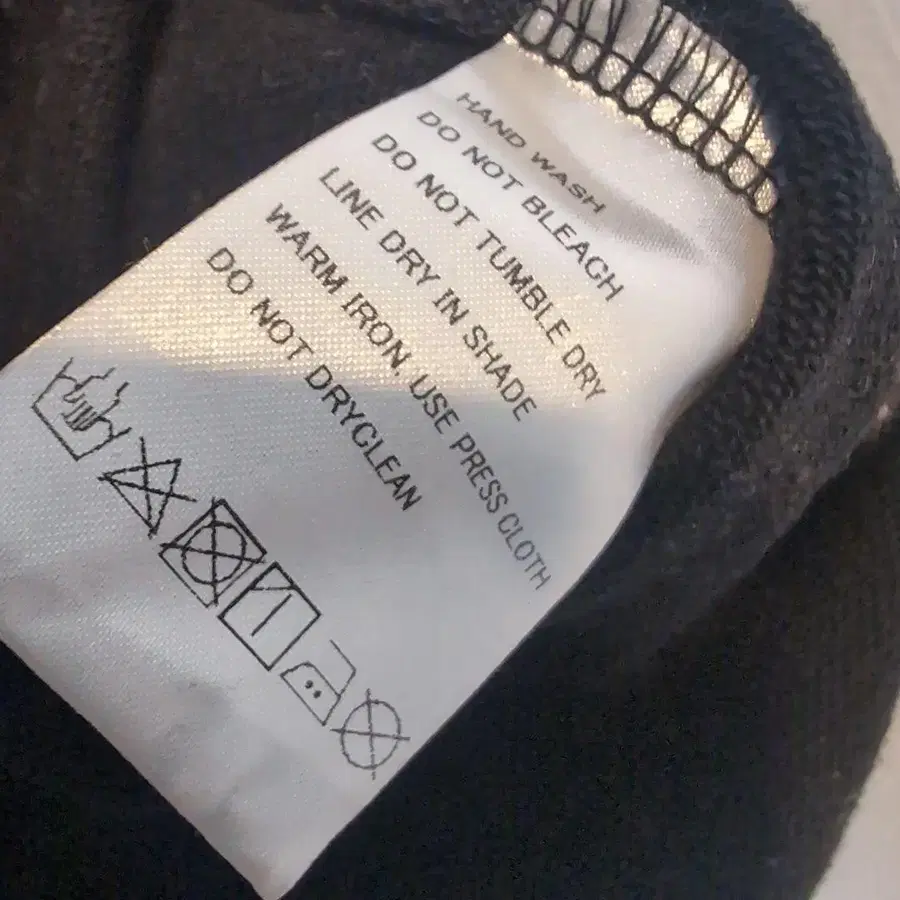 HAND WASH
DO NOT BLEACH
DO NOT TUMBLE DRY
LINE DRY IN SHADE
WARM IRON, USE PRESS CLOTH
DO NOT DRYCLEAN